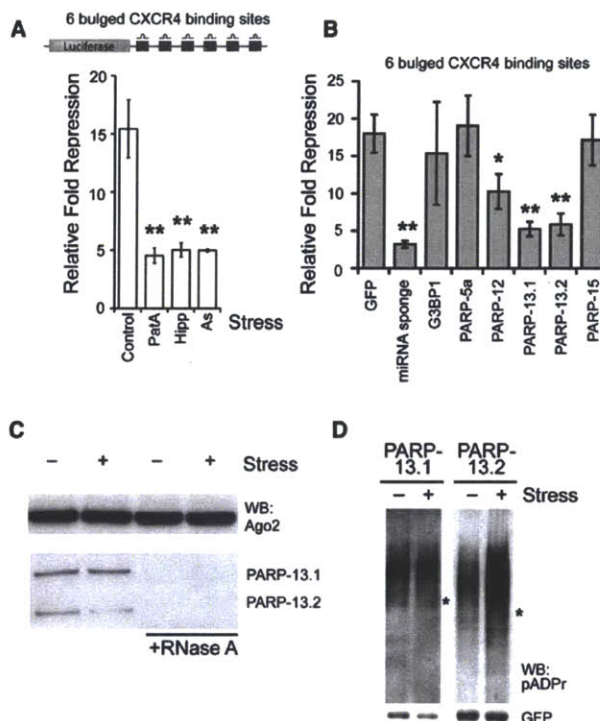 A
6 bulged CXCR4 binding sites
Luciferase
Relative Fold Repression
20
15
10
5
0
**
**
**
Control
PatA
Hipp
As
Stress
B
6 bulged CXCR4 binding sites
Relative Fold Repression
25
20
15
10
5
0
**
*
**
**
GFP
miRNA sponge
G3BP1
PARP-5a
PARP-12
PARP-13.1
PARP-13.2
PARP-15
C
− + − + Stress
WB:
Ago2
PARP-13.1
PARP-13.2
+RNase A
D
PARP-
13.1
PARP-
13.2
− + − + Stress
*
*
WB:
pADPr
GFP